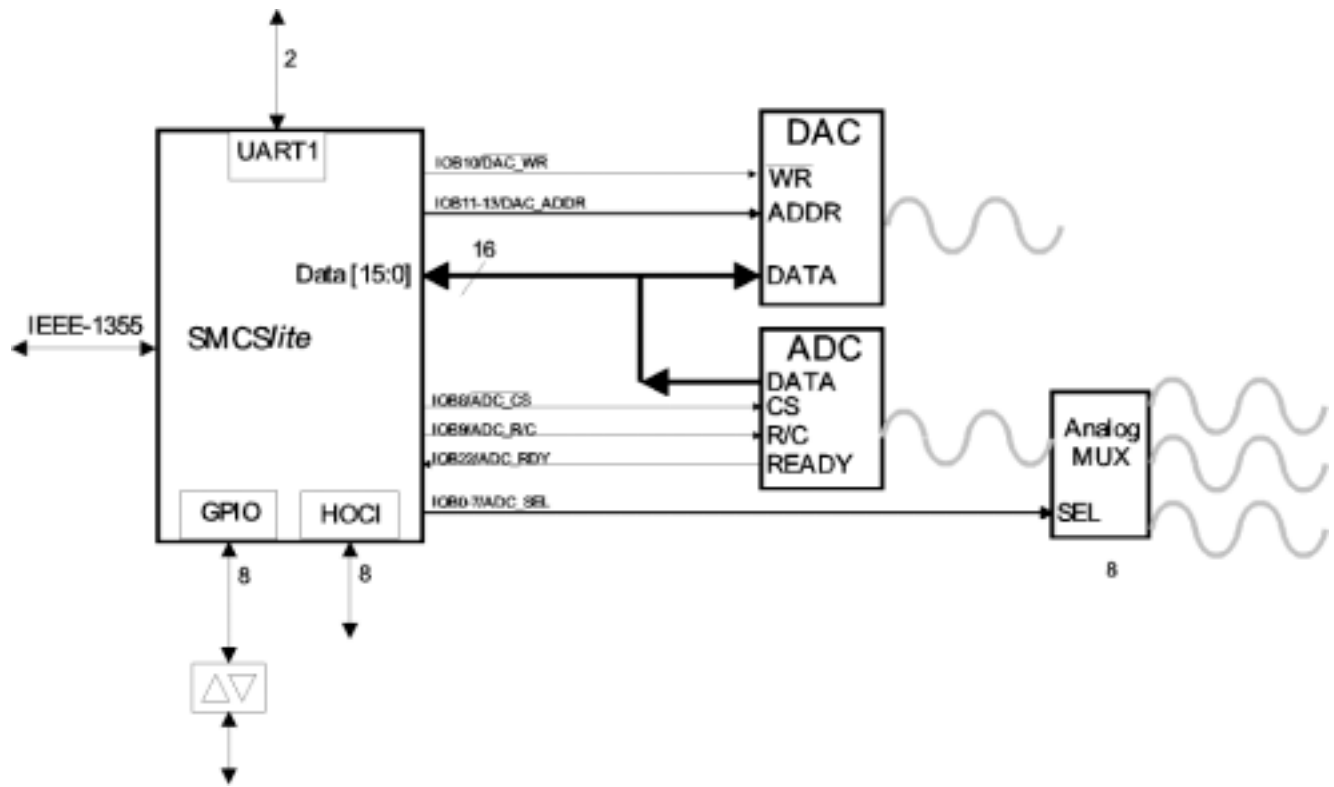 2
UART1
DAC
IOB10/DAC_WR
WR
IOB11-13/DAC_ADDR
ADDR
16
Data [15:0]
DATA
IEEE-1355
SMCSlite
ADC
DATA
IOB8/ADC_CS
CS
IOB9/ADC_R/C
R/C
Analog
MUX
IOB22/ADC_RDY
READY
IOB0-7/ADC_SEL
SEL
GPIO
HOCI
8
8
8